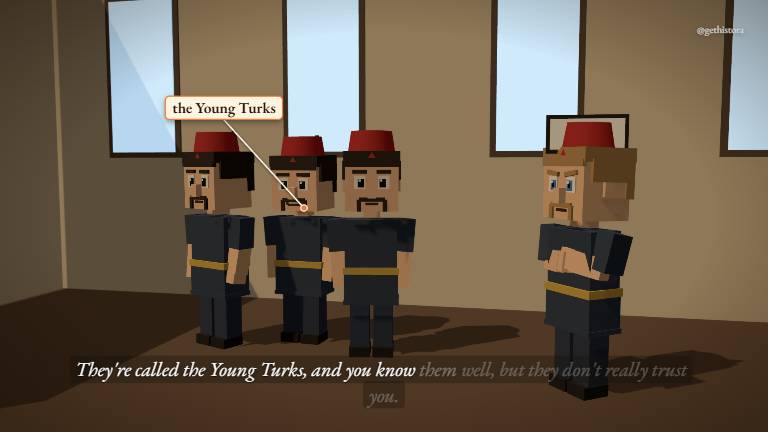 @gethistora
the Young Turks
They're called the Young Turks, and you know them well, but they don't really trust
you.